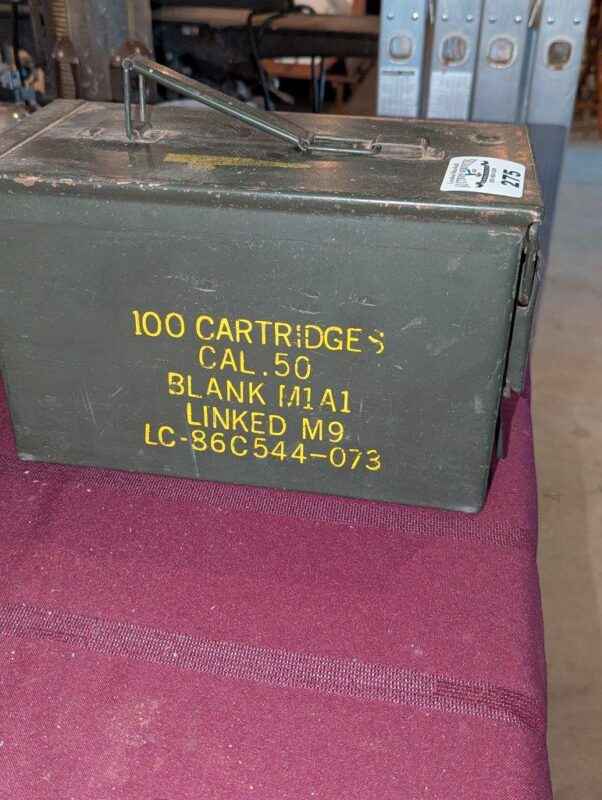 275
100 CARTRIDGES
CAL .50
BLANK M1A1
LINKED M9
LC-86C544-073